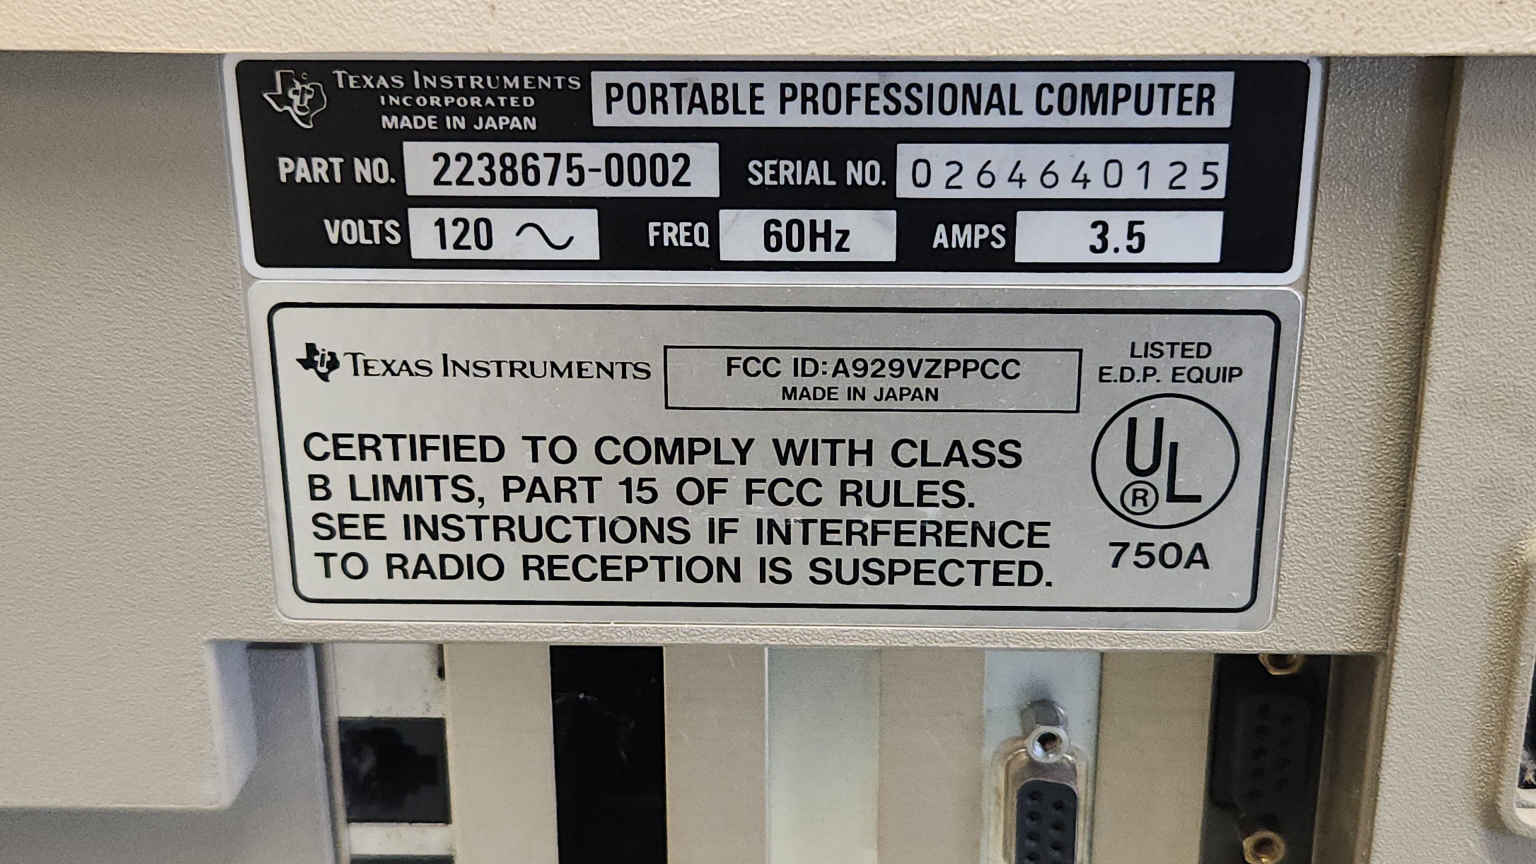 TEXAS INSTRUMENTS
INCORPORATED
MADE IN JAPAN
PORTABLE PROFESSIONAL COMPUTER
PART NO. 2238675-0002 SERIAL NO. 0264640125
VOLTS 120 ~ FREQ 60Hz AMPS 3.5
TEXAS INSTRUMENTS
FCC ID:A929VZPPCC
MADE IN JAPAN
LISTED
E.D.P. EQUIP
UL
®
750A
CERTIFIED TO COMPLY WITH CLASS
B LIMITS, PART 15 OF FCC RULES.
SEE INSTRUCTIONS IF INTERFERENCE
TO RADIO RECEPTION IS SUSPECTED.